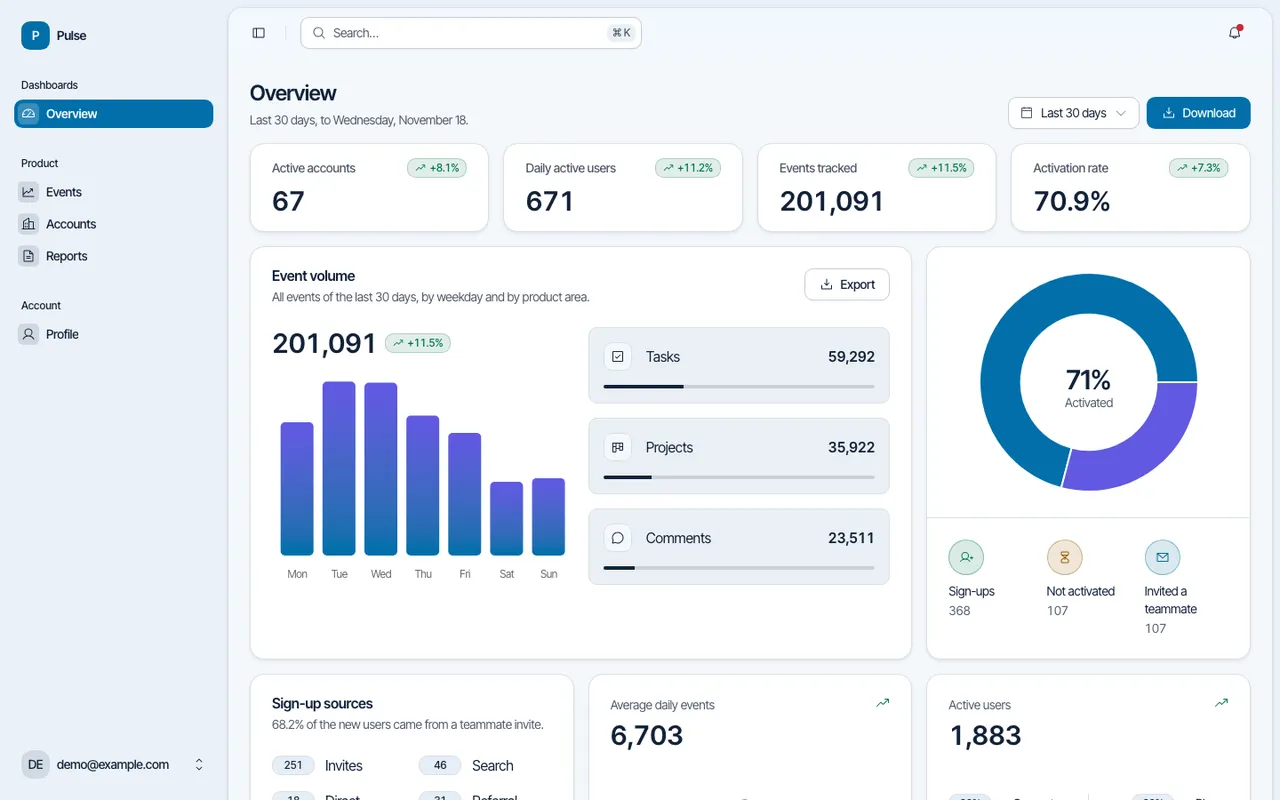 P Pulse
Search...
⌘ K
Dashboards
Overview
Product
Events
Accounts
Reports
Account
Profile
DE demo@example.com
Overview
Last 30 days, to Wednesday, November 18.
Last 30 days
Download
Active accounts +8.1%
67
Daily active users +11.2%
671
Events tracked +11.5%
201,091
Activation rate +7.3%
70.9%
Event volume
All events of the last 30 days, by weekday and by product area.
Export
201,091 +11.5%
Mon Tue Wed Thu Fri Sat Sun
Tasks 59,292
Projects 35,922
Comments 23,511
71%
Activated
Sign-ups
368
Not activated
107
Invited a
teammate
107
Sign-up sources
68.2% of the new users came from a teammate invite.
251 Invites 46 Search
Average daily events
6,703
Active users
1,883